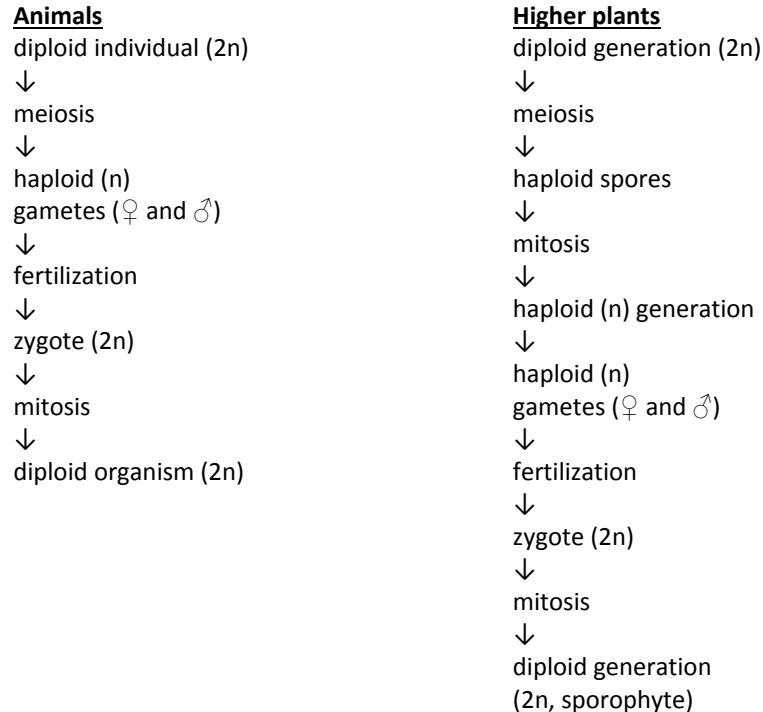 Animals
diploid individual (2n)
↓
meiosis
↓
haploid (n)
gametes (♀ and ♂)
↓
fertilization
↓
zygote (2n)
↓
mitosis
↓
diploid organism (2n)
Higher plants
diploid generation (2n)
↓
meiosis
↓
haploid spores
↓
mitosis
↓
haploid (n) generation
↓
haploid (n)
gametes (♀ and ♂)
↓
fertilization
↓
zygote (2n)
↓
mitosis
↓
diploid generation
(2n, sporophyte)